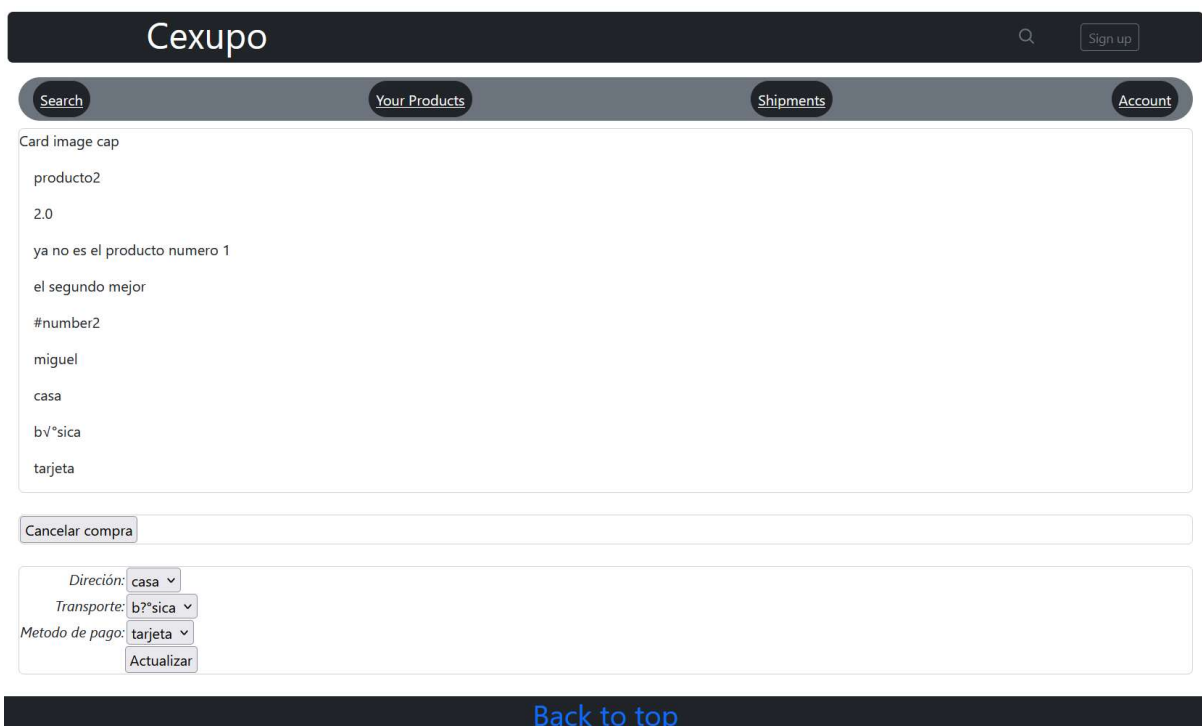 Cexupo
Sign up
Search Your Products Shipments Account
Card image cap
producto2
2.0
ya no es el producto numero 1
el segundo mejor
#number2
miguel
casa
b√°sica
tarjeta
Cancelar compra
Direción: casa
Transporte: b?°sica
Metodo de pago: tarjeta
Actualizar
Back to top